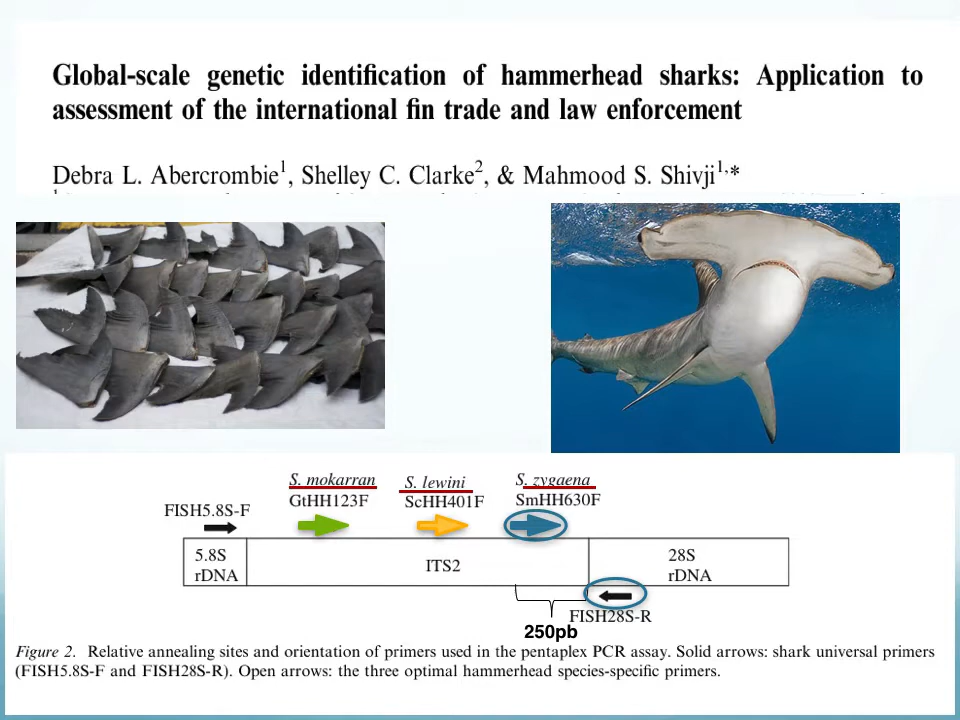 Global-scale genetic identification of hammerhead sharks: Application to
assessment of the international fin trade and law enforcement
Debra L. Abercrombie1, Shelley C. Clarke2, & Mahmood S. Shivji1,*
S. mokarran
GtHH123F
S. lewini
ScHH401F
S. zygaena
SmHH630F
FISH5.8S-F
5.8S
rDNA
ITS2
28S
rDNA
FISH28S-R
250pb
Figure 2. Relative annealing sites and orientation of primers used in the pentaplex PCR assay. Solid arrows: shark universal primers
(FISH5.8S-F and FISH28S-R). Open arrows: the three optimal hammerhead species-specific primers.